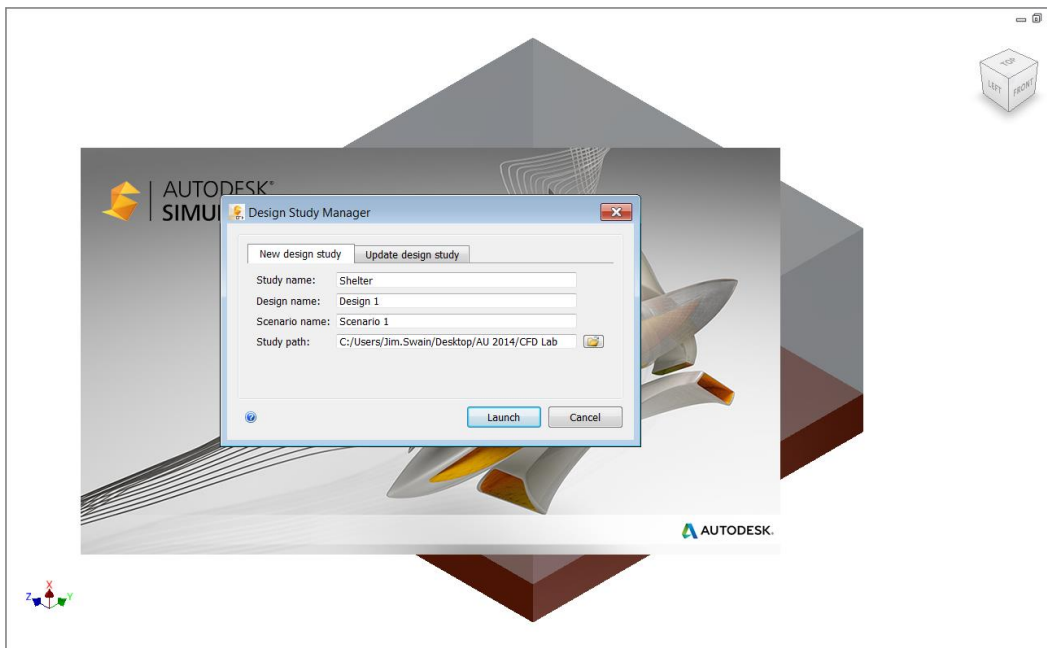 TOP
LEFT FRONT
AUTODESK®
SIMU
Design Study Manager
New design study Update design study
Study name: Shelter
Design name: Design 1
Scenario name: Scenario 1
Study path: C:/Users/Jim.Swain/Desktop/AU 2014/CFD Lab
Launch Cancel
AUTODESK.
X
Z Y